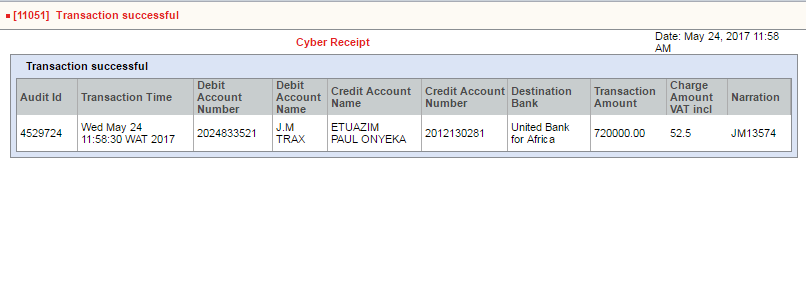 [11051] Transaction successful
Cyber Receipt
Date: May 24, 2017 11:58
AM
Transaction successful
Audit Id
Transaction Time
Debit
Account
Number
Debit
Account
Name
Credit Account
Name
Credit Account
Number
Destination
Bank
Transaction
Amount
Charge
Amount
VAT incl
Narration
4529724
Wed May 24
11:58:30 WAT 2017
2024833521
J.M
TRAX
ETUAZIM
PAUL ONYEKA
2012130281
United Bank
for Africa
720000.00
52.5
JM13574